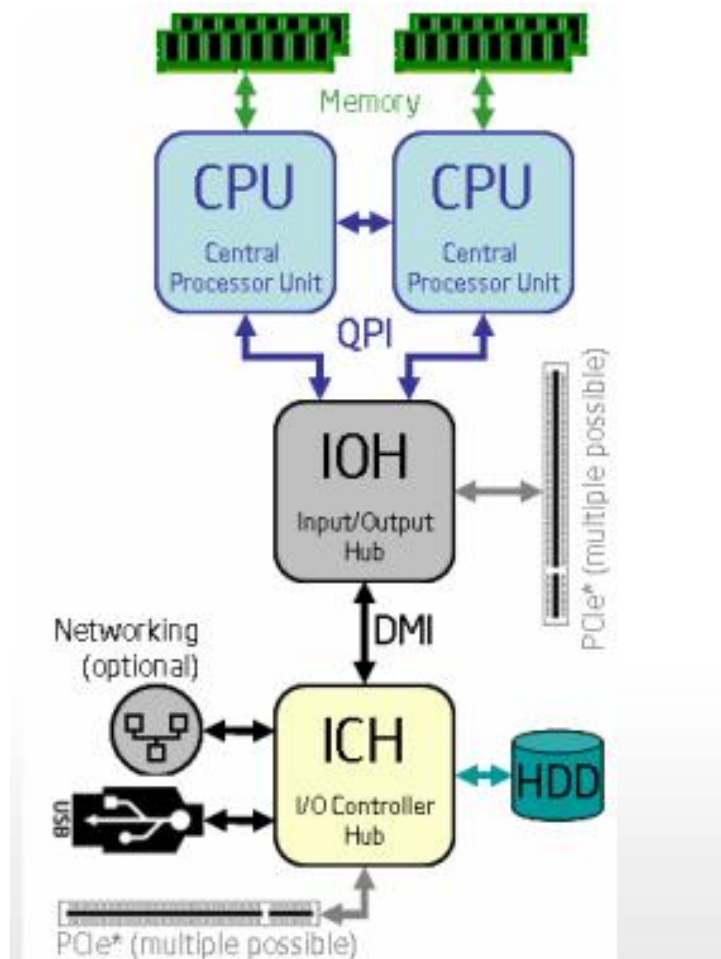 Memory
CPU
Central
Processor Unit
CPU
Central
Processor Unit
QPI
IOH
Input/Output
Hub
PCIe* (multiple possible)
DMI
Networking
(optional)
ICH
I/O Controller
Hub
HDD
USB
PCIe* (multiple possible)